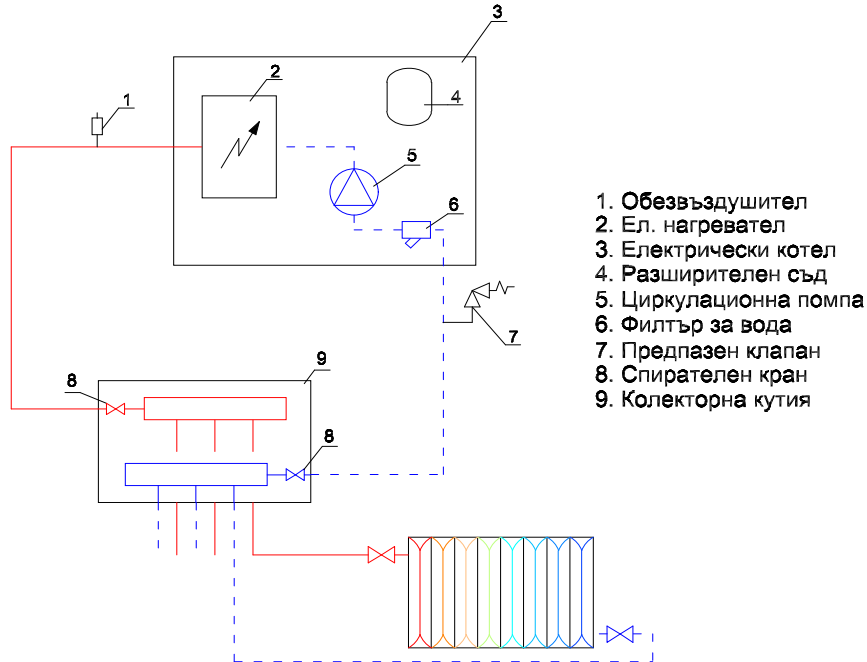 3
2
1
4
5
6
7
9
8
8
1. Обезвъздушител
2. Ел. нагревател
3. Електрически котел
4. Разширителен съд
5. Циркулационна помпа
6. Филтър за вода
7. Предпазен клапан
8. Спирателен кран
9. Колекторна кутия